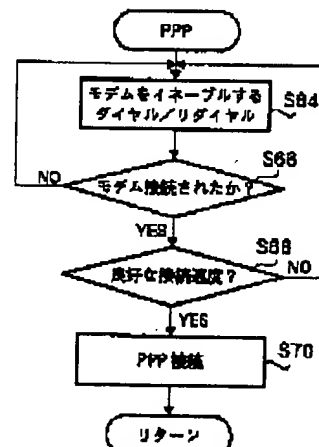 PPP
モデムをイネーブルする
ダイヤル/リダイヤル
S64
S66
モデム接続されたか?
NO
YES
S68
良好な接続速度?
NO
YES
PPP 接続
S70
リターン